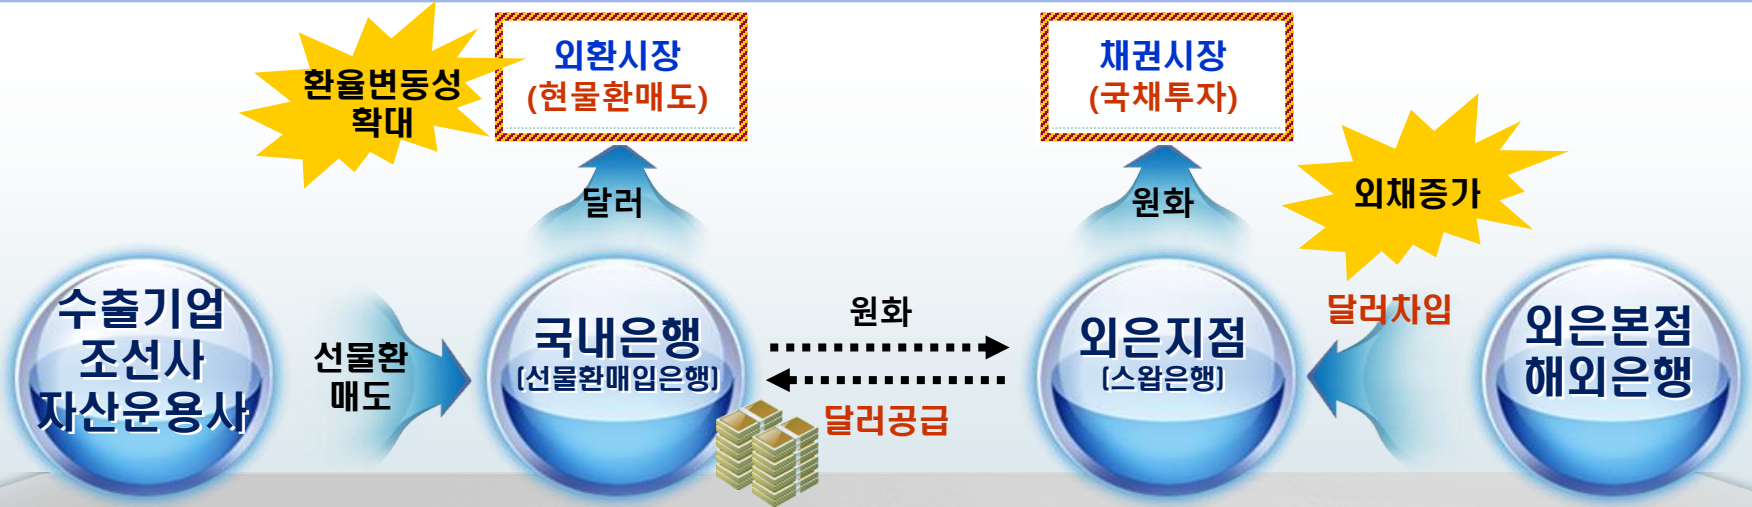 환율변동성
확대
외환시장
(현물환매도)
채권시장
(국채투자)
외채증가
달러
원화
수출기업
조선사
자산운용사
선물환
매도
국내은행
(선물환매입은행)
원화
달러공급
외은지점
(스왑은행)
달러차입
외은본점
해외은행